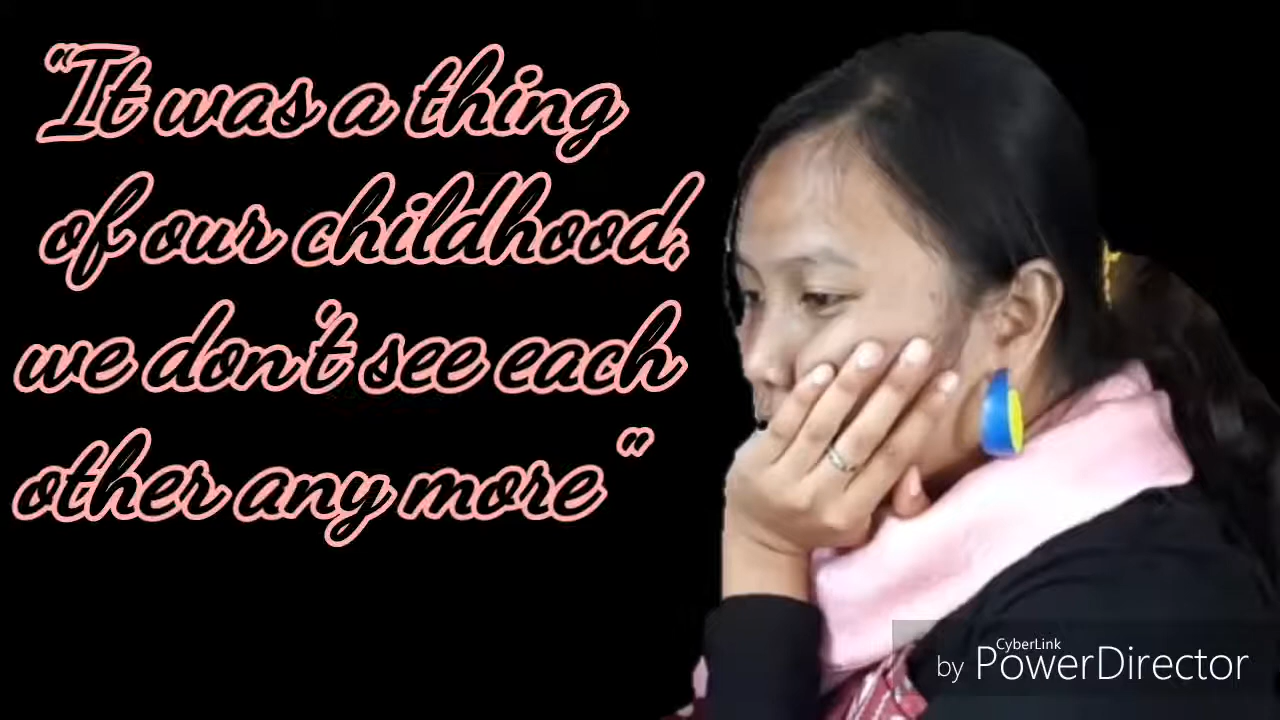 "It was a thing
of our childhood,
we don't see each
other any more"
CyberLink
by PowerDirector